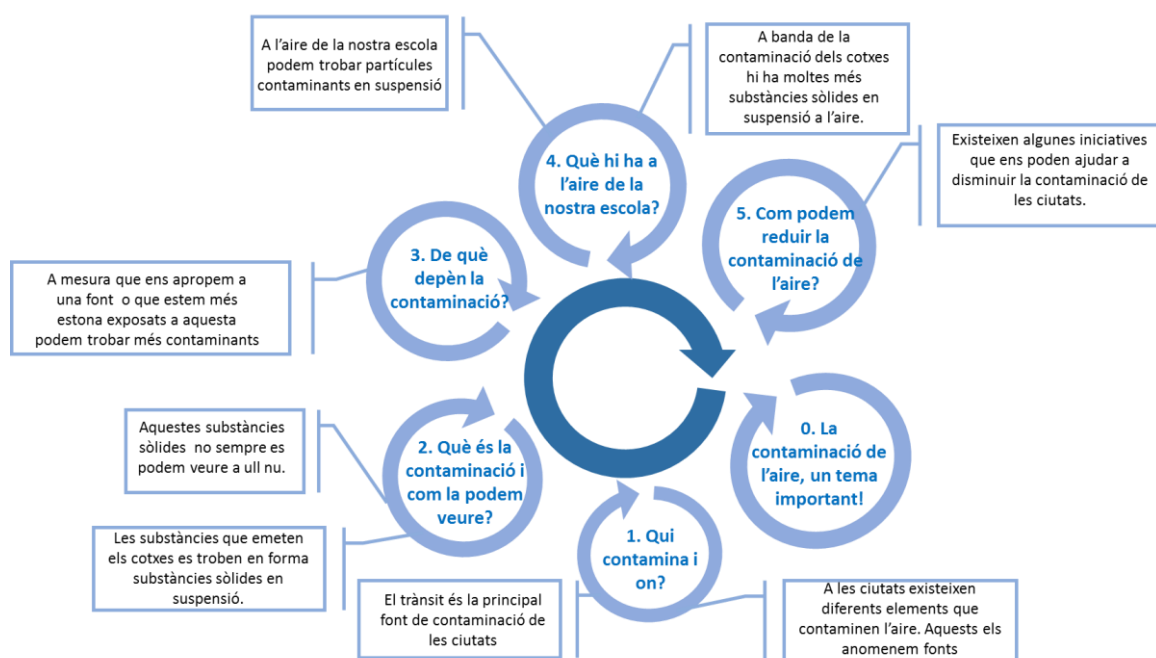 A l'aire de la nostra escola
podem trobar partícules
contaminants en suspensió
A banda de la
contaminació dels cotxes
hi ha moltes més
substàncies sòlides en
suspensió a l'aire.
Existeixen algunes iniciatives
que ens poden ajudar a
disminuir la contaminació de
les ciutats.
4. Què hi ha a
l'aire de la
nostra escola?
5. Com podem
reduir la
contaminació de
l'aire?
3. De què
depèn la
contaminació?
A mesura que ens apropem a
una font o que estem més
estona exposats a aquesta
podem trobar més contaminants
Aquestes substàncies
sòlides no sempre es
podem veure a ull nu.
2. Què és la
contaminació i
com la podem
veure?
0. La
contaminació de
l'aire, un tema
important!
Les substàncies que emeten
els cotxes es troben en forma
substàncies sòlides en
suspensió.
1. Qui
contamina i
on?
El trànsit és la principal
font de contaminació de
les ciutats
A les ciutats existeixen
diferents elements que
contaminen l'aire. Aquests els
anomenem fonts